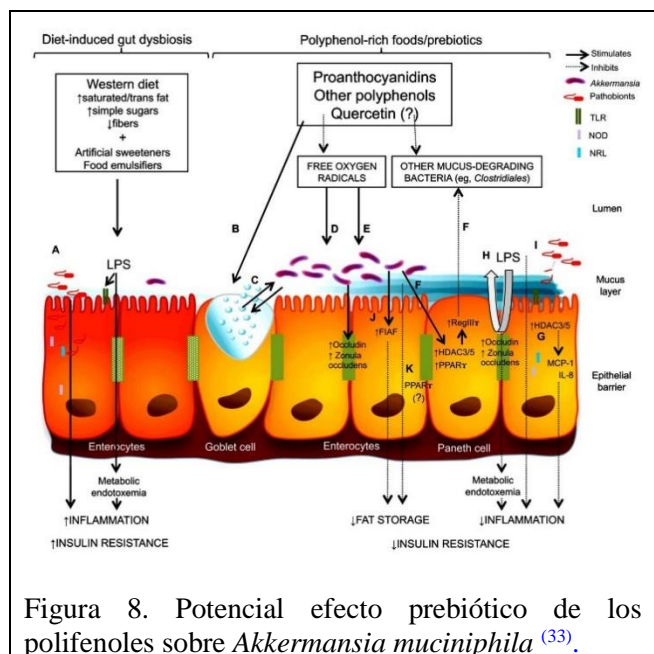 Diet-induced gut dysbiosis
Polyphenol-rich foods/prebiotics
Western diet
↑saturated/trans fat
↑simple sugars
↓fibers
+
Artificial sweeteners
Food emulsifiers
Proanthocyanidins
Other polyphenols
Quercetin (?)
Stimulates
Inhibits
Akkermansia
Pathobionts
TLR
NOD
NRL
FREE OXYGEN
RADICALS
OTHER MUCUS-DEGRADING
BACTERIA (eg, Clostridiales)
Lumen
A
B
C
D
E
F
F
H
I
LPS
LPS
Mucus
layer
J
↑FIAF
↑Occludin
↑ Zonula
occludens
K
PPARɤ
(?)
↑RegIIIɤ
↑HDAC3/5
↑PPARɤ
↑Occludin
↑ Zonula
occludens
↑HDAC3/5
G
MCP-1
IL-8
Epithelial
barrier
Enterocytes
Goblet cell
Enterocytes
Paneth cell
Metabolic
endotoxemia
Metabolic
endotoxemia
↑INFLAMMATION
↓FAT STORAGE
↓INFLAMMATION
↑INSULIN RESISTANCE
↓INSULIN RESISTANCE
Figura 8. Potencial efecto prebiótico de los
polifenoles sobre Akkermansia muciniphila (33).